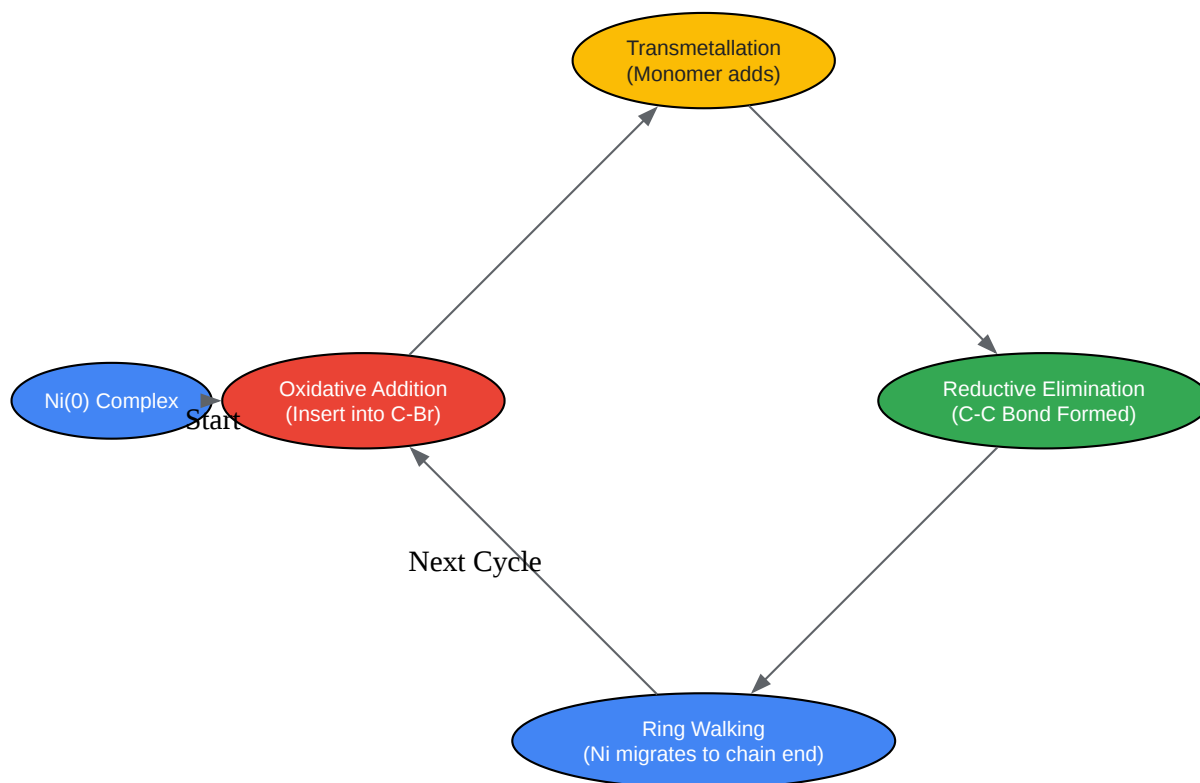 Transmetallation
(Monomer adds)
Ni(0) Complex
Start
Oxidative Addition
(Insert into C-Br)
Reductive Elimination
(C-C Bond Formed)
Next Cycle
Ring Walking
(Ni migrates to chain end)